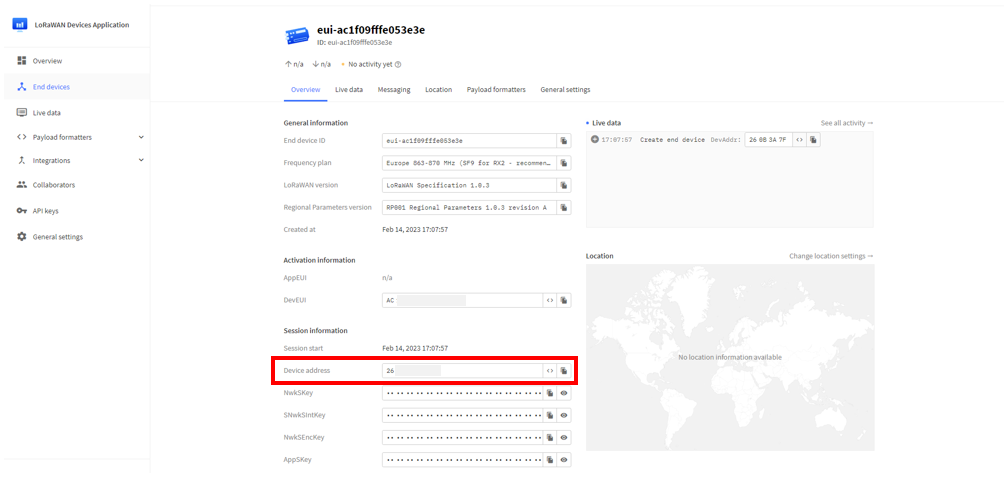 LoRaWAN Devices Application
Overview
End devices
Live data
Payload formatters
Integrations
Collaborators
API keys
General settings
eui-ac1f09fffe053e3e
ID: eui-ac1f09fffe053e3e
n/a n/a No activity yet
Overview Live data Messaging Location Payload formatters General settings
General information
End device ID eui-ac1f09fffe053e3e
Frequency plan Europe 863-870 MHz (SF9 for RX2 - recommen…
LoRaWAN version LoRaWAN Specification 1.0.3
Regional Parameters version RP001 Regional Parameters 1.0.3 revision A
Created at Feb 14, 2023 17:07:57
Activation information
AppEUI n/a
DevEUI AC
Session information
Session start Feb 14, 2023 17:07:57
Device address 26
NwkSKey
SNwkSIntKey
NwkSEncKey
AppSKey
Live data See all activity →
17:07:57 Create end device DevAddr: 26 0B 3A 7F
Location Change location settings →
No location information available